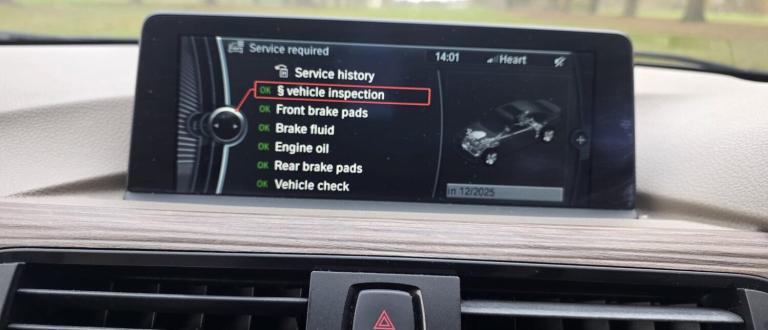 Service required
14:01
Heart
Service history
OK § vehicle inspection
OK Front brake pads
OK Brake fluid
OK Engine oil
OK Rear brake pads
OK Vehicle check
in 12/2025